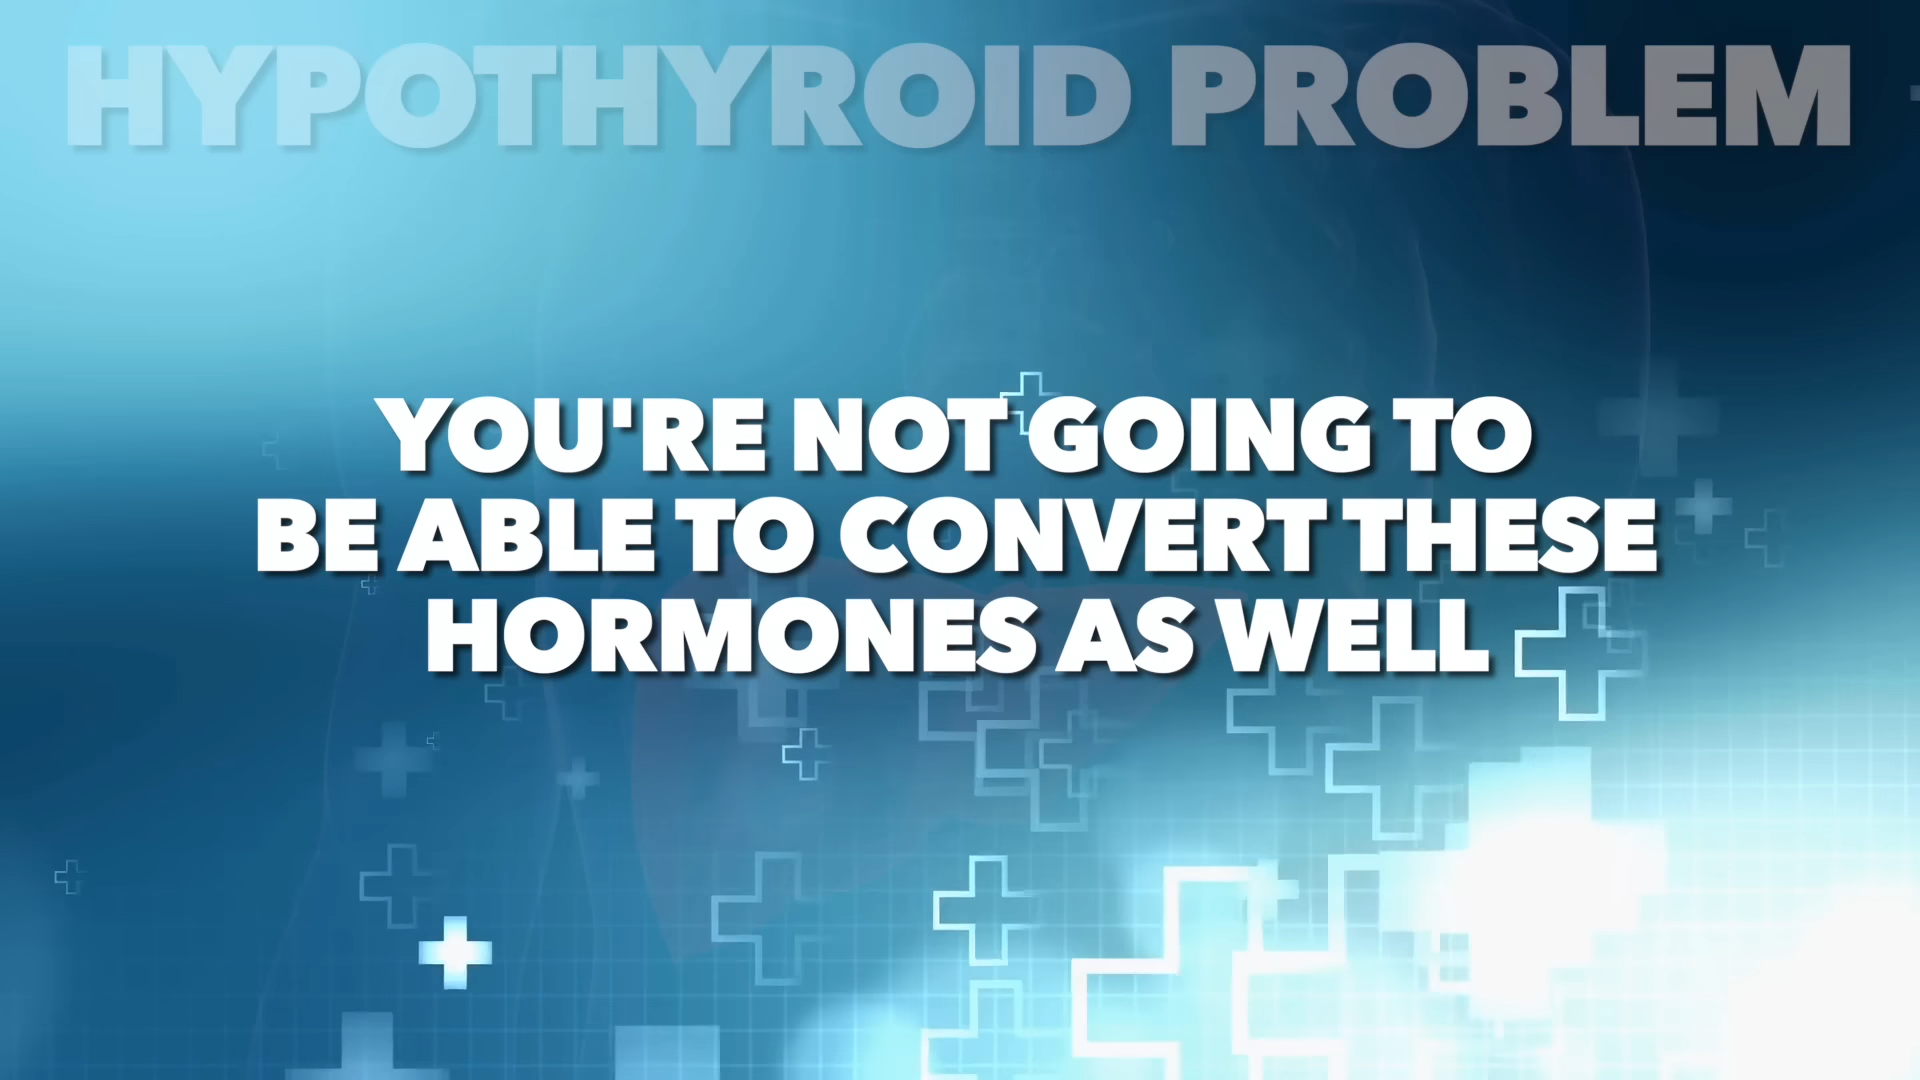 HYPOTHYROID PROBLEM
YOU'RE NOT GOING TO
BE ABLE TO CONVERT THESE
HORMONES AS WELL